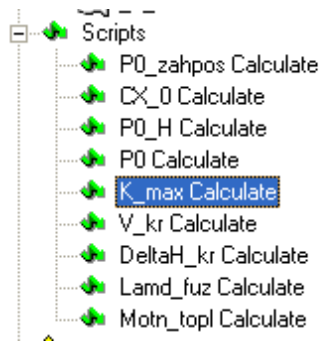 Scripts
P0_zahpos Calculate
CX_0 Calculate
P0_H Calculate
P0 Calculate
K_max Calculate
V_kr Calculate
DeltaH_kr Calculate
Lamd_fuz Calculate
Motn_topl Calculate